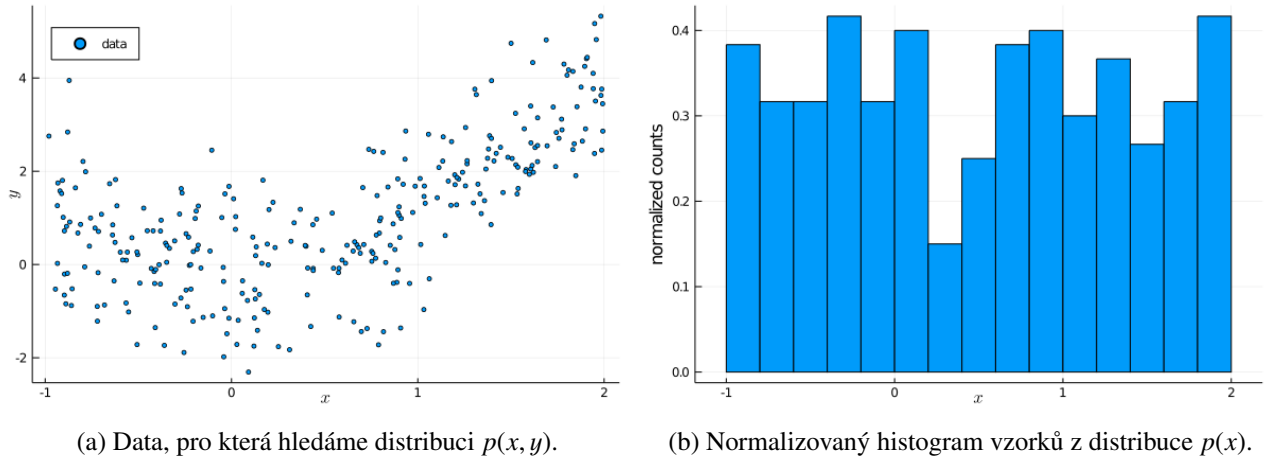 data
4
2
0
-2
y
-1
0
1
2
x
0.4
0.3
0.2
0.1
0.0
normalized counts
-1
0
1
2
x
(a) Data, pro která hledáme distribuci p(x, y).
(b) Normalizovaný histogram vzorků z distribuce p(x).